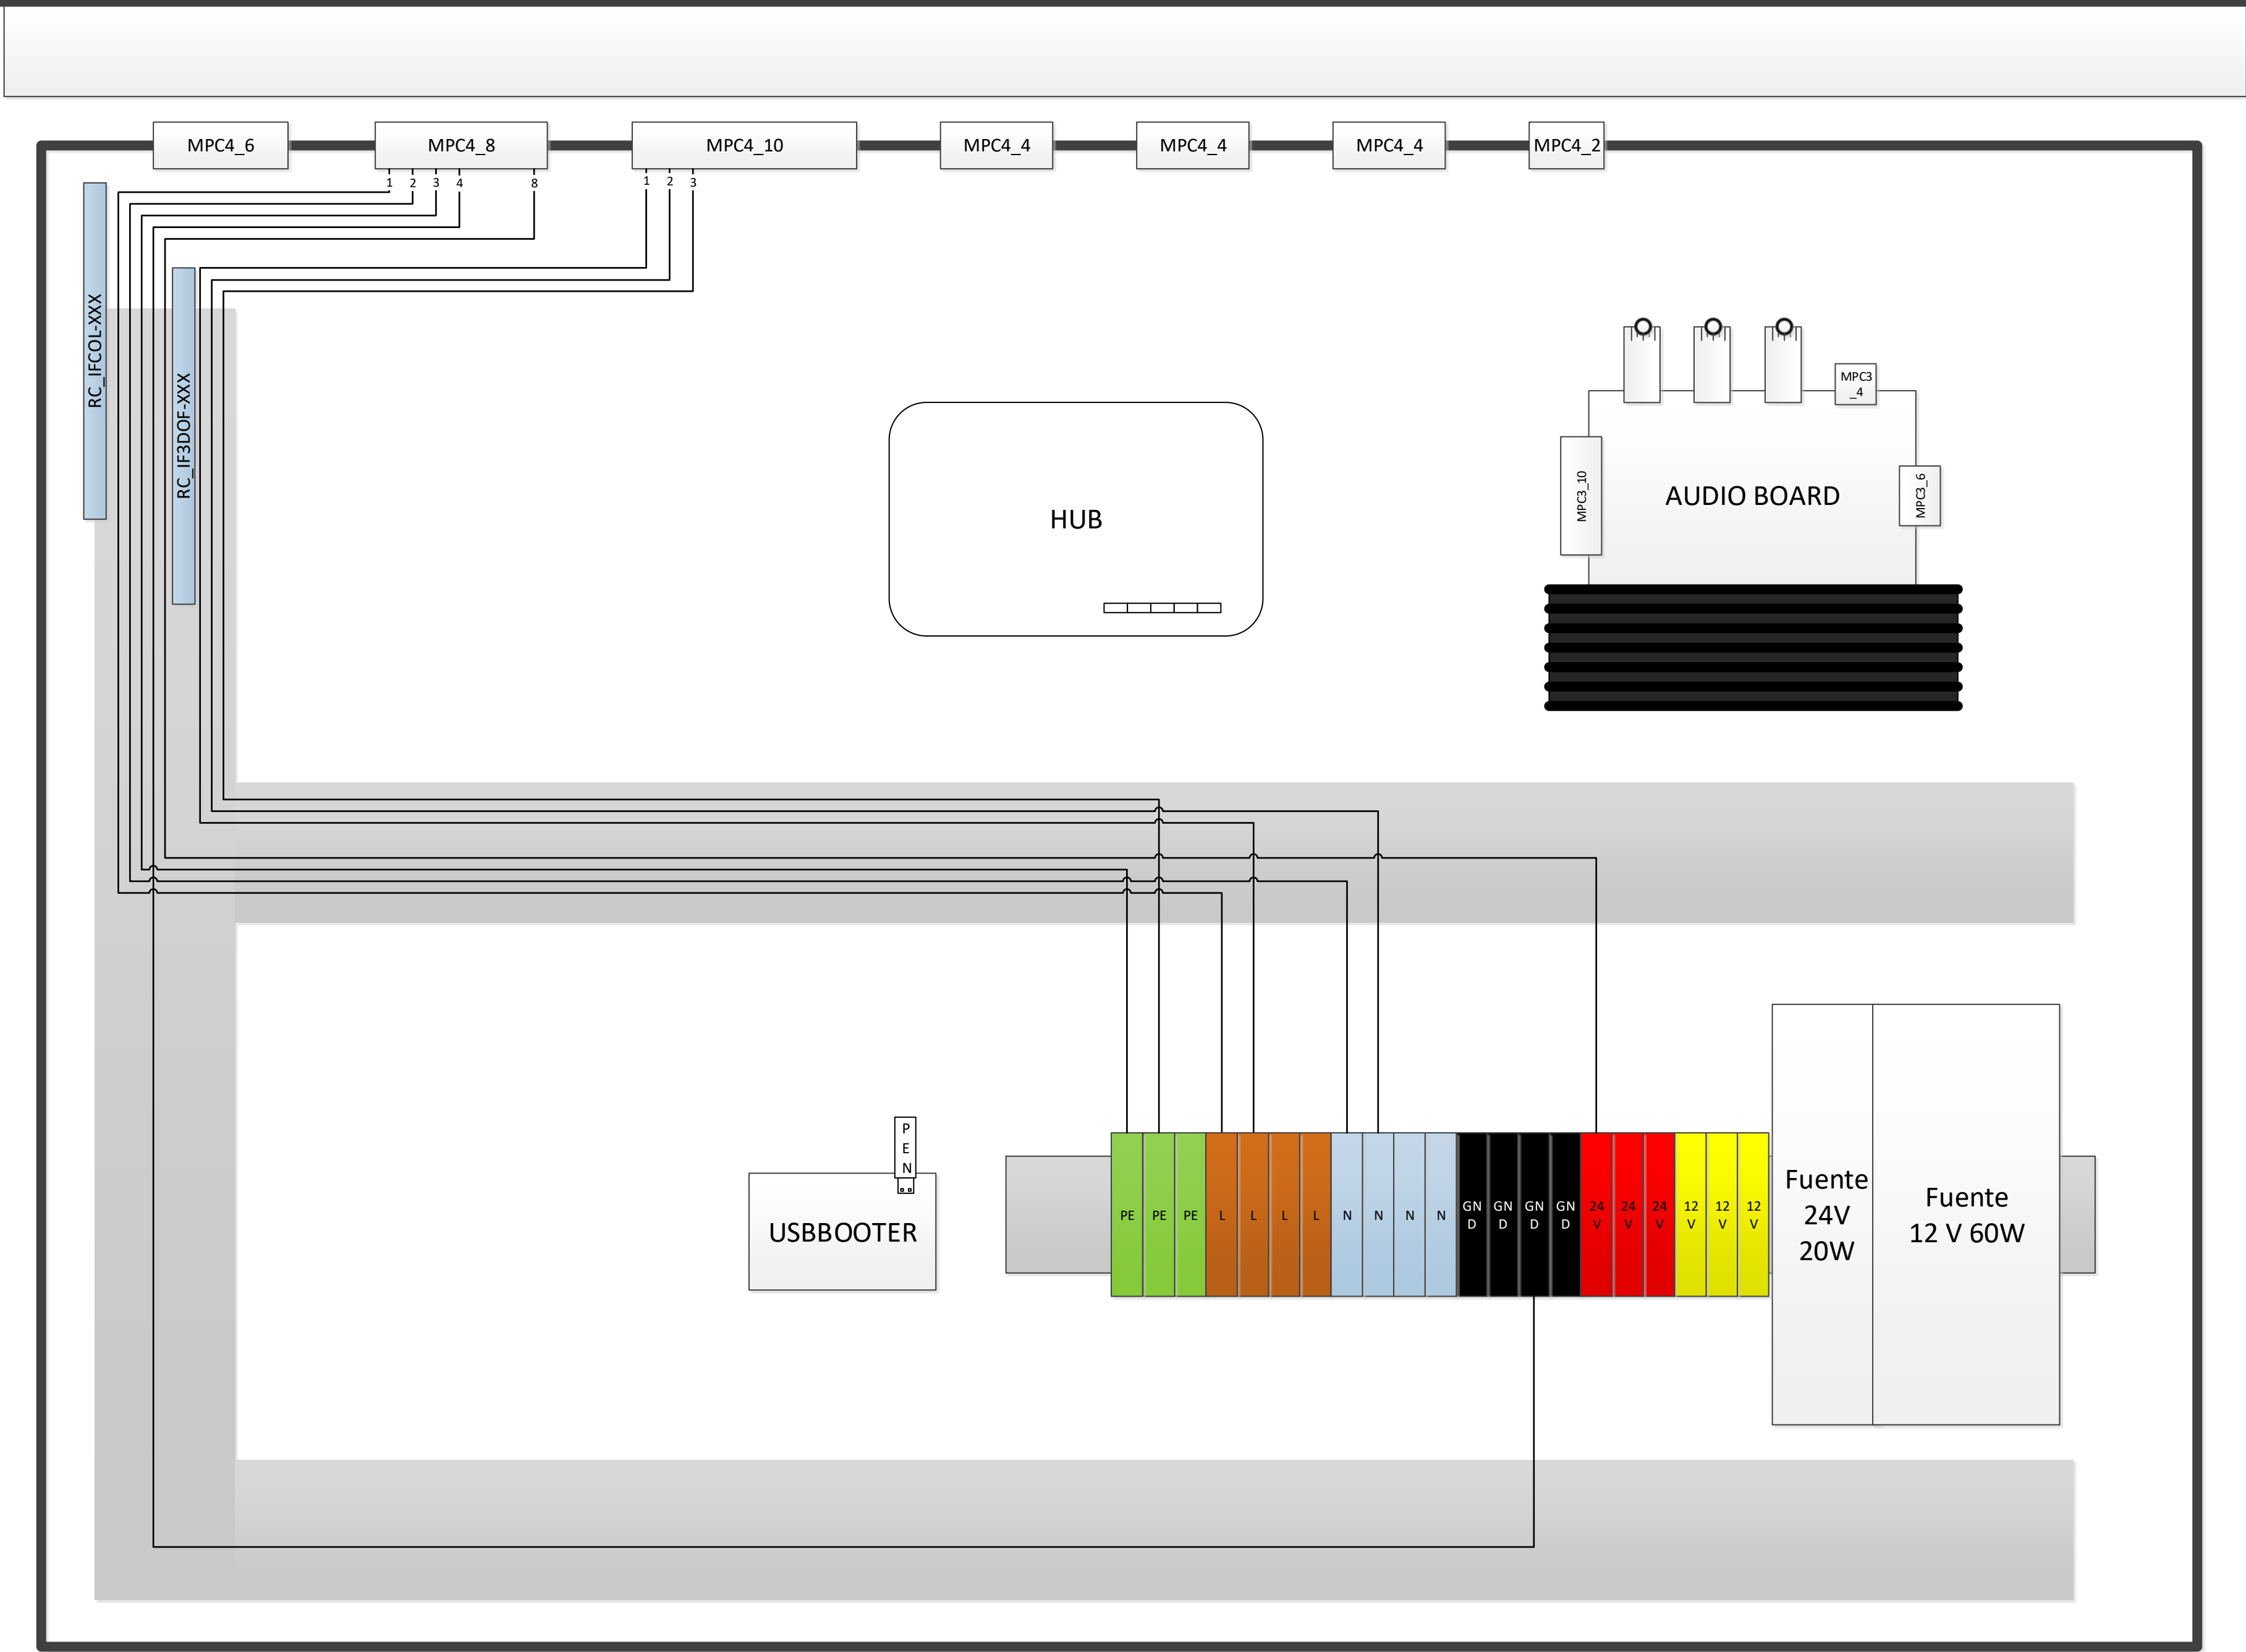 MPC4_6
MPC4_8
MPC4_10
MPC4_4
MPC4_4
MPC4_4
MPC4_2
1
2
3
4
8
1
2
3
RC_IFCOL-XXX
RC_IF3DOF-XXX
HUB
MPC3
_4
MPC3_10
AUDIO BOARD
MPC3_6
P
E
N
USBBOOTER
PE
PE
PE
L
L
L
L
N
N
N
N
GN
D
GN
D
GN
D
GN
D
24
V
24
V
24
V
12
V
12
V
12
V
Fuente
24V
20W
Fuente
12 V 60W